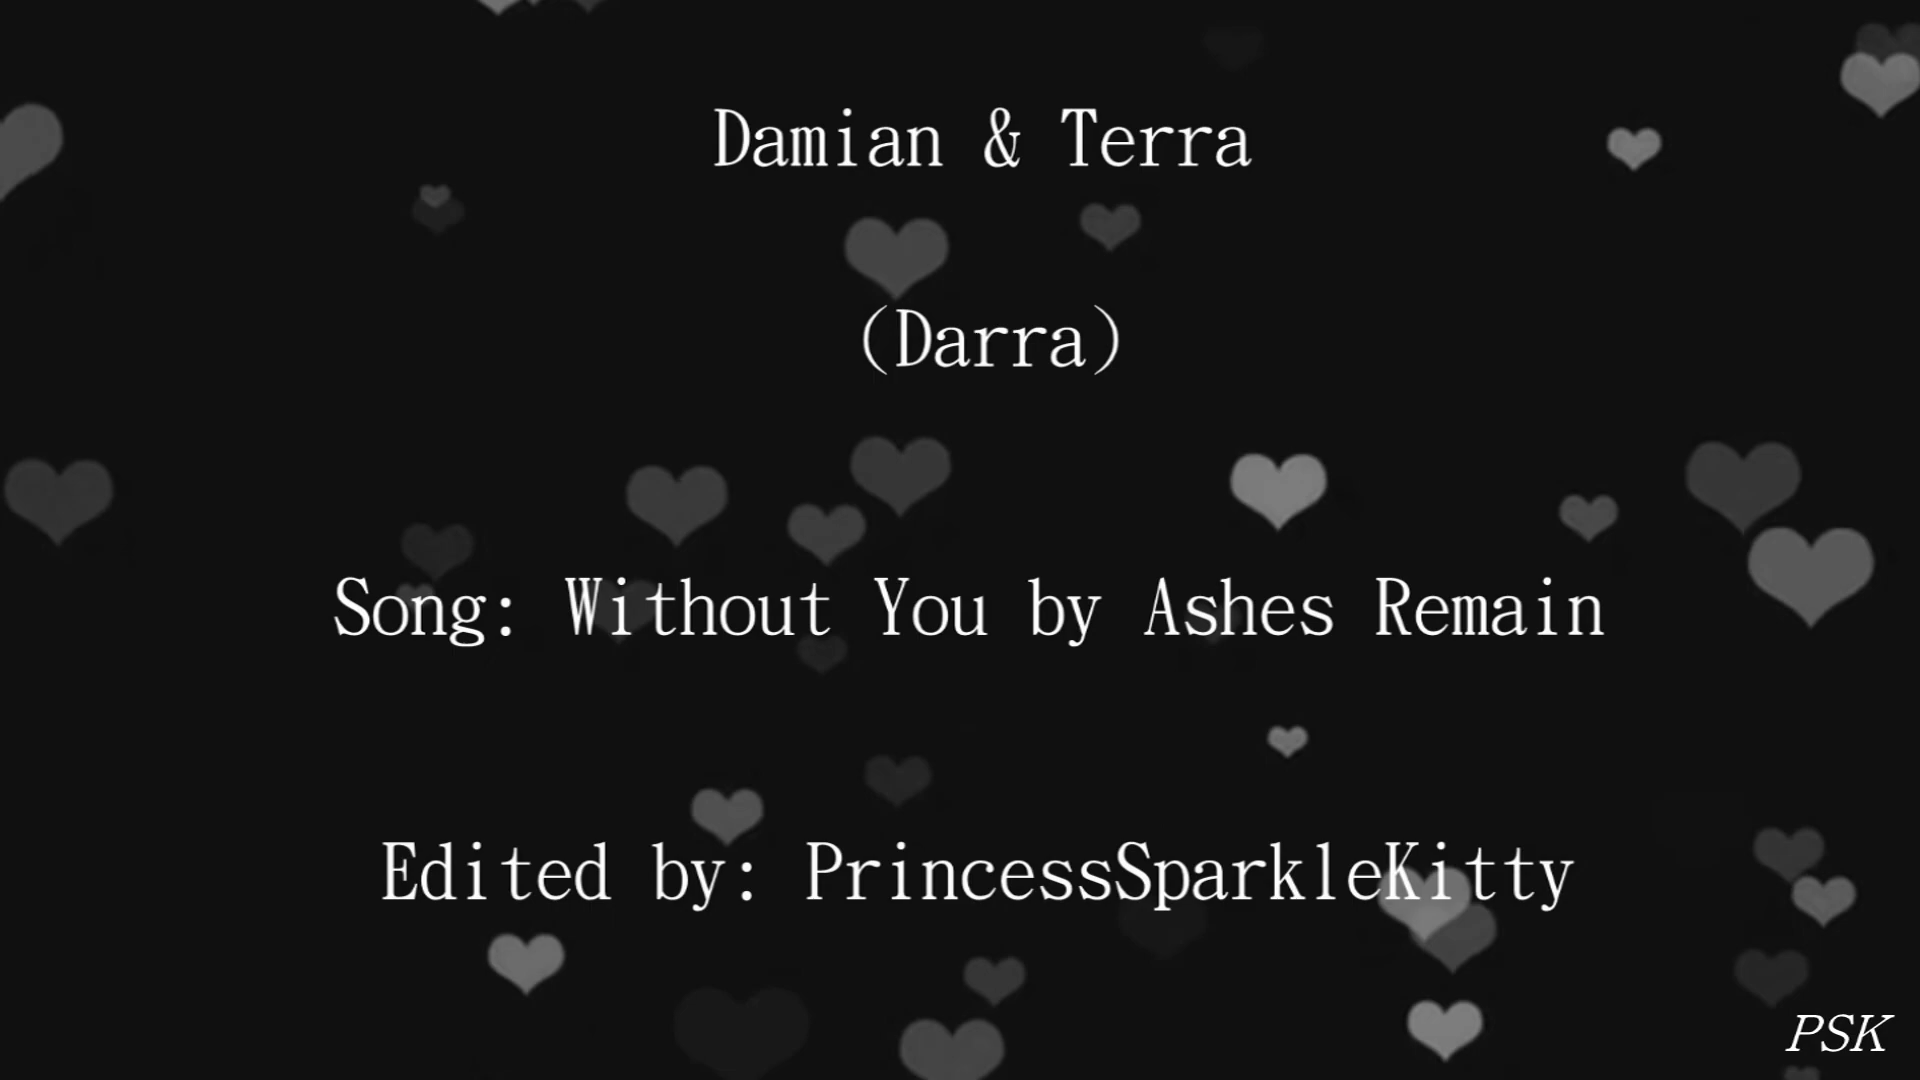 Damian & Terra
(Darra)
Song: Without You by Ashes Remain
Edited by: PrincessSparkleKitty
PSK